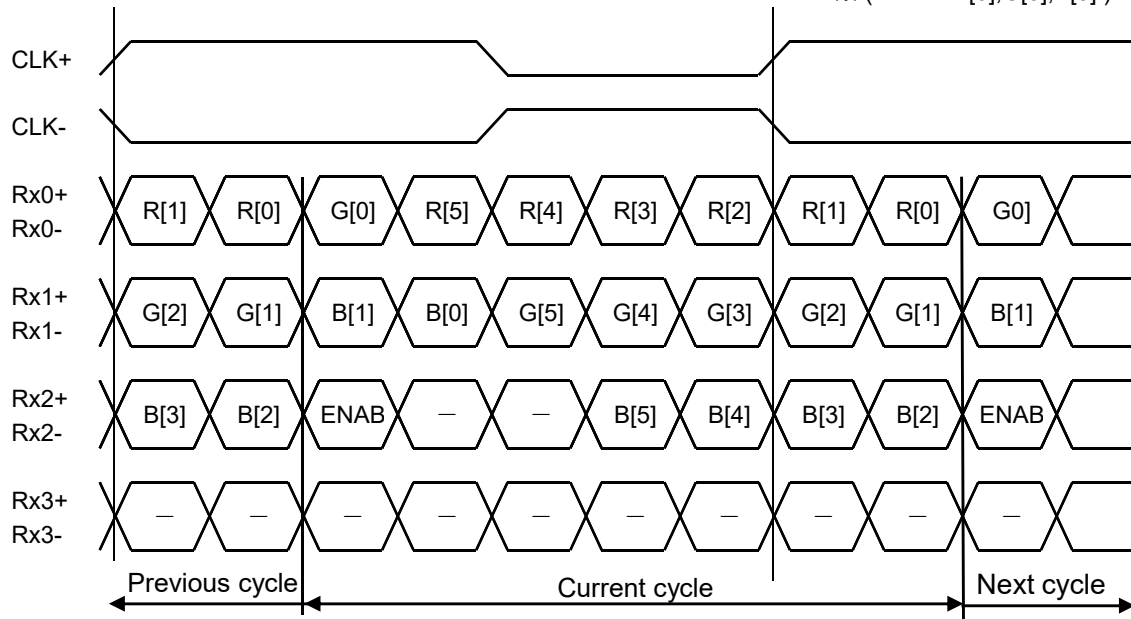 CLK+
CLK-
Rx0+
Rx0-
R[1] R[0] G[0] R[5] R[4] R[3] R[2] R[1] R[0] G0]
Rx1+
Rx1-
G[2] G[1] B[1] B[0] G[5] G[4] G[3] G[2] G[1] B[1]
Rx2+
Rx2-
B[3] B[2] ENAB — — B[5] B[4] B[3] B[2] ENAB
Rx3+
Rx3-
— — — — — — — — — —
Previous cycle Current cycle Next cycle